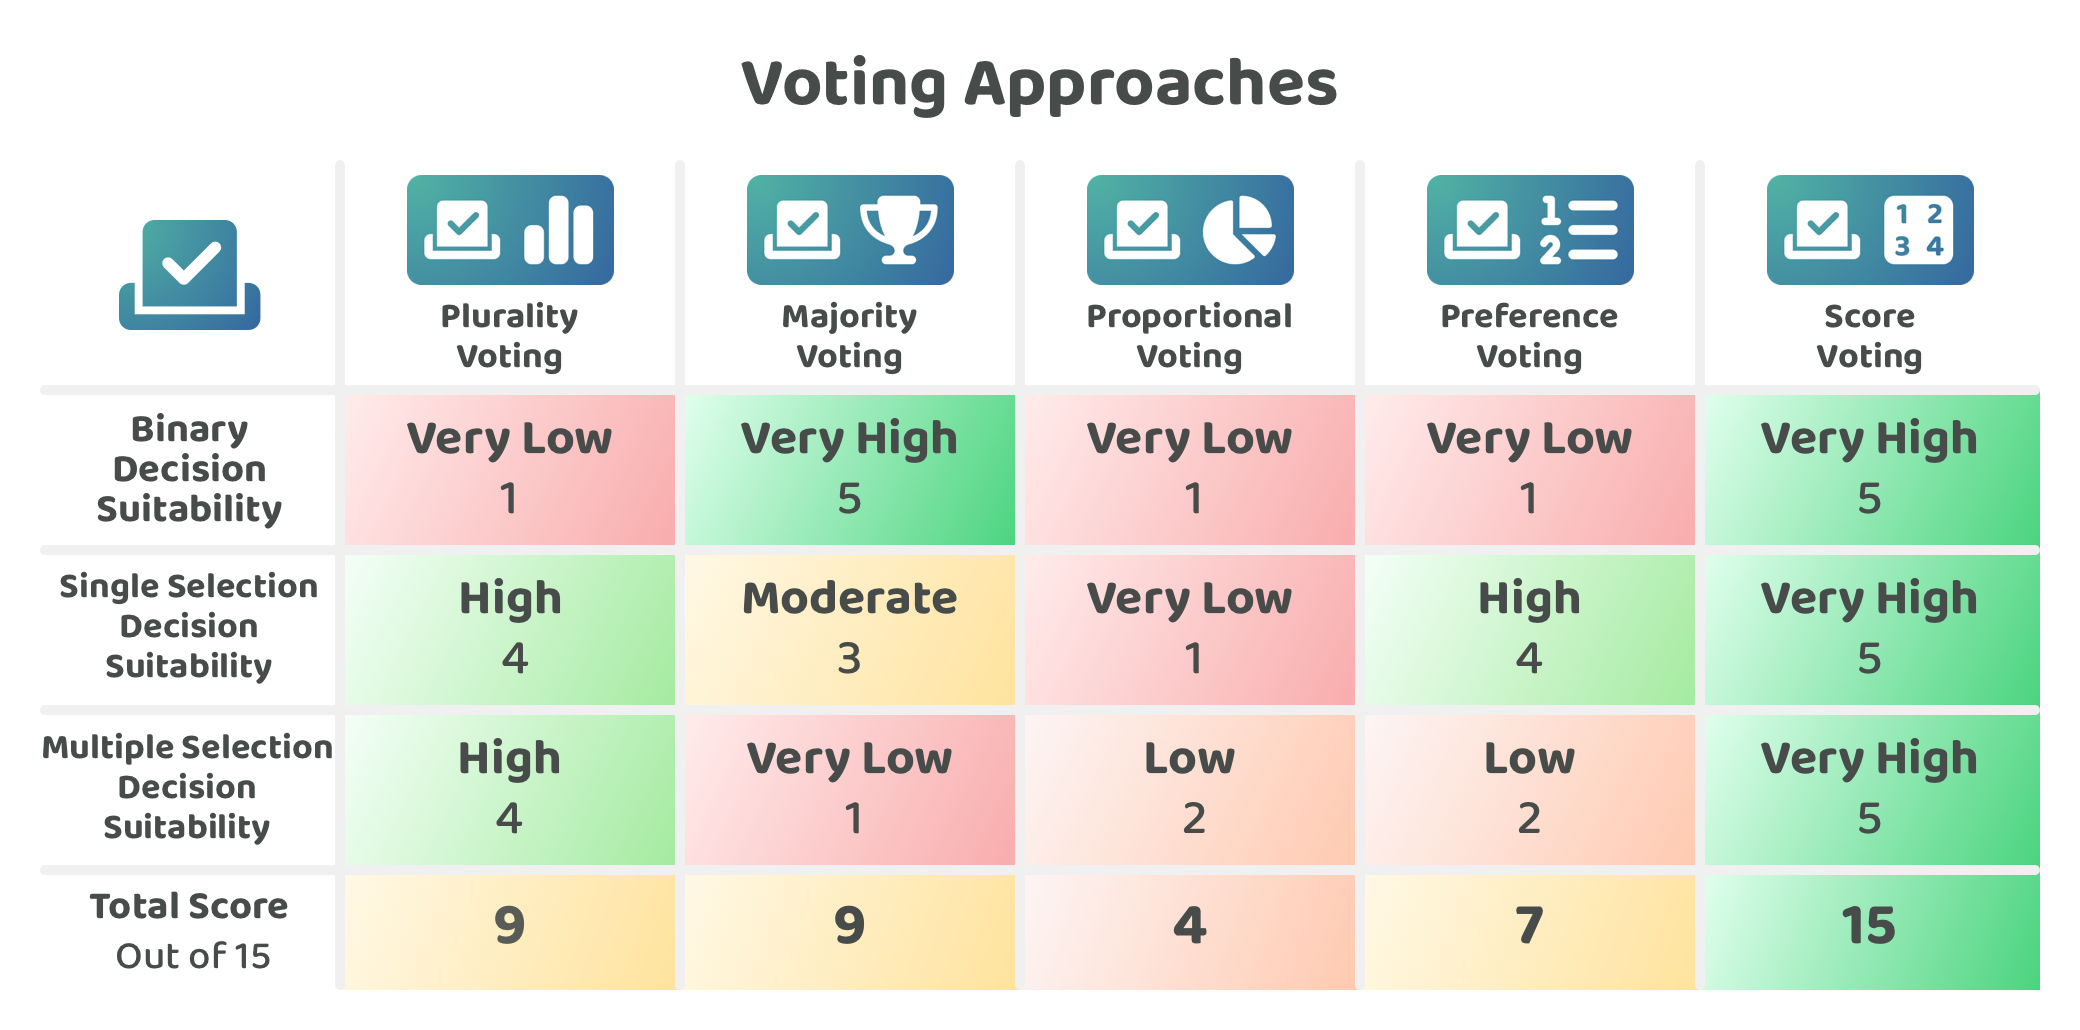 Voting Approaches
1
2
1 2
3 4
Plurality
Voting
Majority
Voting
Proportional
Voting
Preference
Voting
Score
Voting
Binary
Decision
Suitability
Very Low
1
Very High
5
Very Low
1
Very Low
1
Very High
5
Single Selection
Decision
Suitability
High
4
Moderate
3
Very Low
1
High
4
Very High
5
Multiple Selection
Decision
Suitability
High
4
Very Low
1
Low
2
Low
2
Very High
5
Total Score
Out of 15
9
9
4
7
15